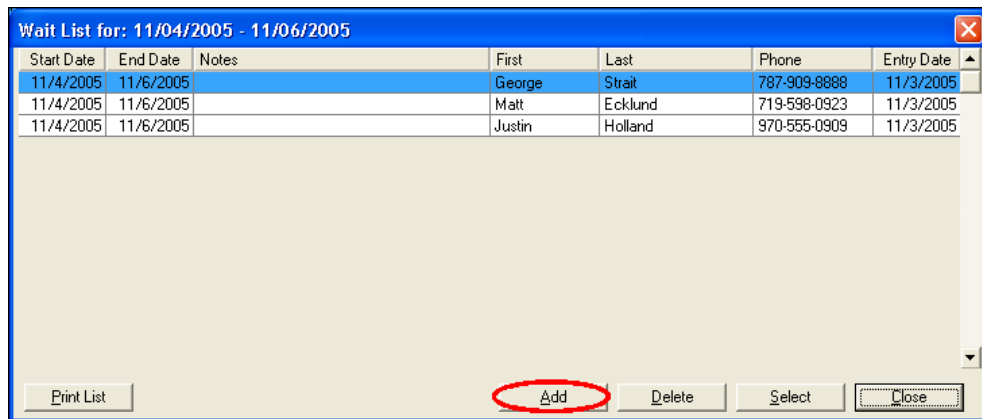 Wait List for: 11/04/2005 - 11/06/2005
Start Date End Date Notes First Last Phone Entry Date
11/4/2005 11/6/2005 George Strait 787-909-8888 11/3/2005
11/4/2005 11/6/2005 Matt Ecklund 719-598-0923 11/3/2005
11/4/2005 11/6/2005 Justin Holland 970-555-0909 11/3/2005
Print List Add Delete Select Close